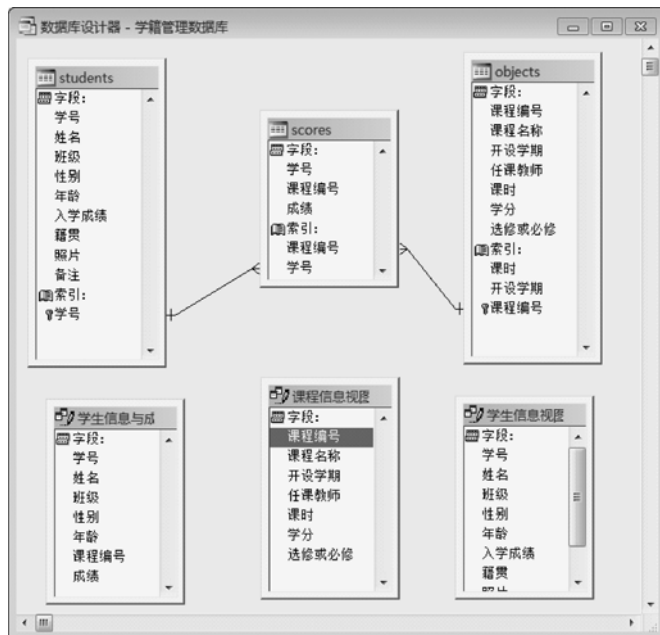 数据库设计器 - 学籍管理数据库
students
字段:
学号
姓名
班级
性别
年龄
入学成绩
籍贯
照片
备注
索引:
学号
scores
字段:
学号
课程编号
成绩
索引:
课程编号
学号
objects
字段:
课程编号
课程名称
开设学期
任课教师
课时
学分
选修或必修
索引:
课时
开设学期
课程编号
学生信息与成
字段:
学号
姓名
班级
性别
年龄
课程编号
成绩
课程信息视图
字段:
课程编号
课程名称
开设学期
任课教师
课时
学分
选修或必修
学生信息视图
字段:
学号
姓名
班级
性别
年龄
入学成绩
籍贯
照片